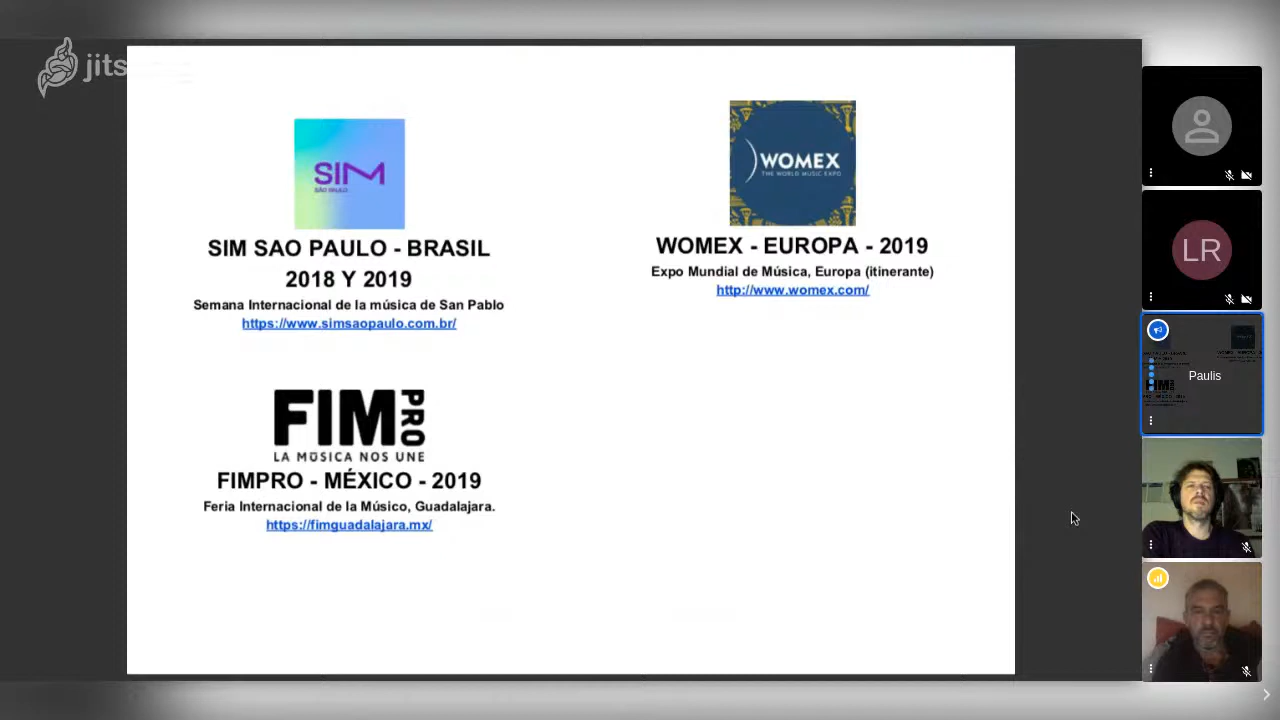 jits
SIM
SÃO PAULO
SIM SAO PAULO - BRASIL
2018 Y 2019
Semana Internacional de la música de San Pablo
https://www.simsaopaulo.com.br/
WOMEX
THE WORLD MUSIC EXPO
WOMEX - EUROPA - 2019
Expo Mundial de Música, Europa (itinerante)
http://www.womex.com/
FIM
PRO
LA MÚSICA NOS UNE
FIMPRO - MÉXICO - 2019
Feria Internacional de la Músico, Guadalajara.
https://fimguadalajara.mx/
LR
Paulis